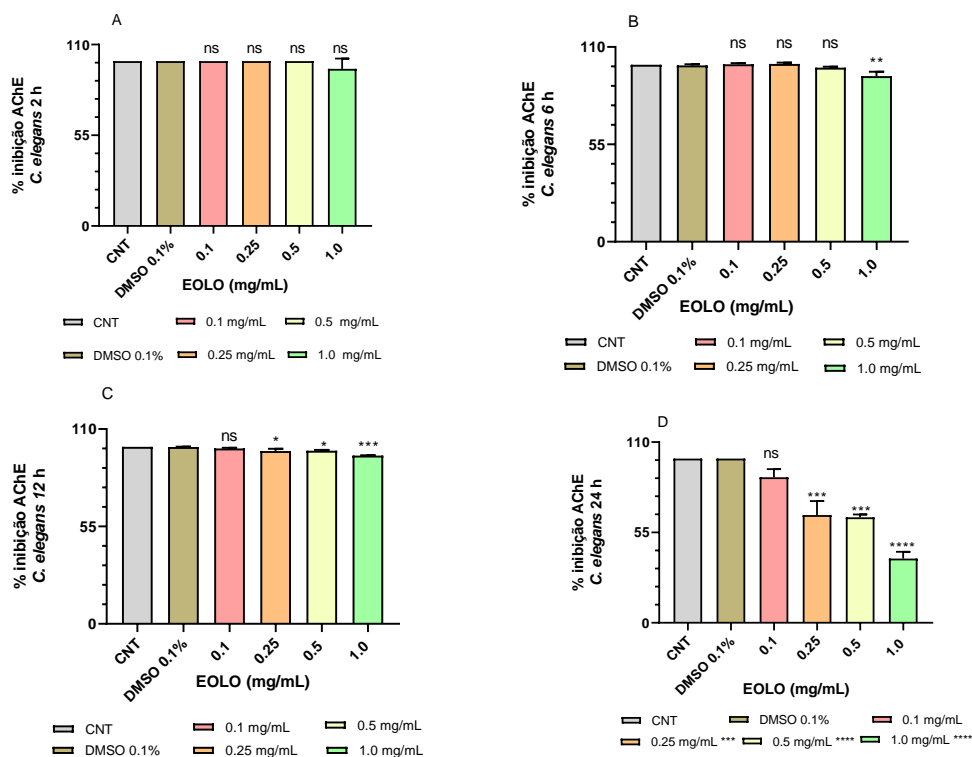 A
110
55
0
% inibição AChE
C. elegans 2 h
ns ns ns ns
CNT DMSO 0.1% 0.1 0.25 0.5 1.0
EOLO (mg/mL)
CNT 0.1 mg/mL 0.5 mg/mL
DMSO 0.1% 0.25 mg/mL 1.0 mg/mL
B
110
55
0
% inibição AChE
C. elegans 6 h
ns ns ns **
CNT DMSO 0.1% 0.1 0.25 0.5 1.0
EOLO (mg/mL)
CNT 0.1 mg/mL 0.5 mg/mL
DMSO 0.1% 0.25 mg/mL 1.0 mg/mL
C
110
55
0
% inibição AChE
C. elegans 12 h
ns * * ***
CNT DMSO 0.1% 0.1 0.25 0.5 1.0
EOLO (mg/mL)
CNT 0.1 mg/mL 0.5 mg/mL
DMSO 0.1% 0.25 mg/mL 1.0 mg/mL
D
110
55
0
% inibição AChE
C. elegans 24 h
ns *** *** ****
CNT DMSO 0.1% 0.1 0.25 0.5 1.0
EOLO (mg/mL)
CNT DMSO 0.1% 0.1 mg/mL
0.25 mg/mL *** 0.5 mg/mL **** 1.0 mg/mL ****